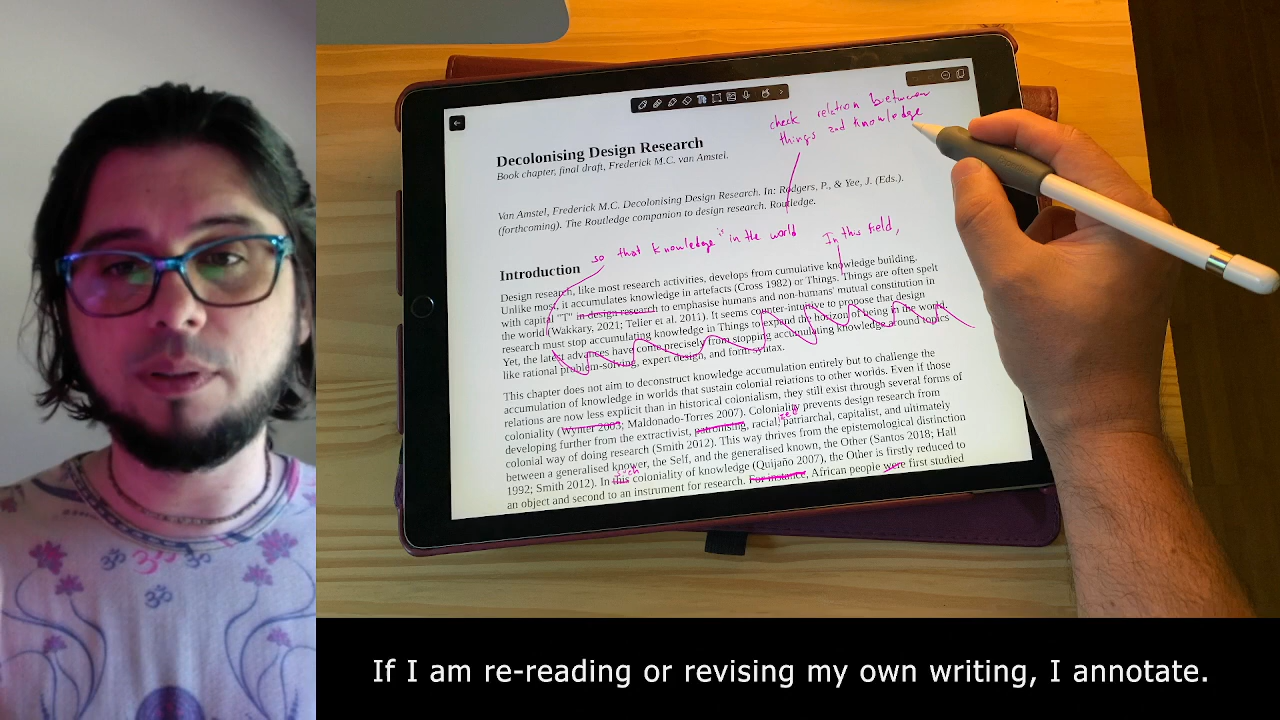 check relation between
things and knowledge
Decolonising Design Research
Book chapter, final draft, Frederick M.C. van Amstel.
Van Amstel, Frederick M.C. Decolonising Design Research. In: Rodgers, P., & Yee, J. (Eds.).
(forthcoming). The Routledge companion to design research. Routledge.
so that knowledge "in the world
In this field,
Introduction
Design research, like most research activities, develops from cumulative knowledge building.
Unlike most it accumulates knowledge in artefacts (Cross 1982) or Things. Things are often spelt
with capital "T" in design research to emphasise humans and non-humans' mutual constitution in
the world (Wakkary, 2021; Telier et al. 2011). It seems counter-intuitive to propose that design
research must stop accumulating knowledge in Things to expand the horizon of being in the world.
Yet, the latest advances have come precisely from stopping accumulating knowledge around topics
like rational problem-solving, expert design, and form syntax.
This chapter does not aim to deconstruct knowledge accumulation entirely but to challenge the
accumulation of knowledge in worlds that sustain colonial relations to other worlds. Even if those
relations are now less explicit than in historical colonialism, they still exist through several forms of
coloniality (Wynter 2003; Maldonado-Torres 2007). Coloniality prevents design research from
developing further from the extractivist, patronising, racial, patriarchal, capitalist, and ultimately
colonial way of doing research (Smith 2012). This way thrives from the epistemological distinction
between a generalised knower, the Self, and the generalised known, the Other (Santos 2018; Hall
such
1992; Smith 2012). In this coloniality of knowledge (Quijano 2007), the Other is firstly reduced to
an object and second to an instrument for research. For instance, African people were first studied
If I am re-reading or revising my own writing, I annotate.